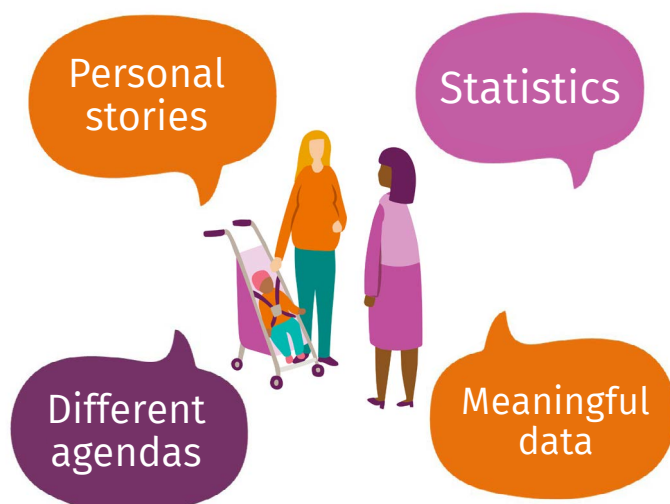 Personal
stories
Statistics
Different
agendas
Meaningful
data